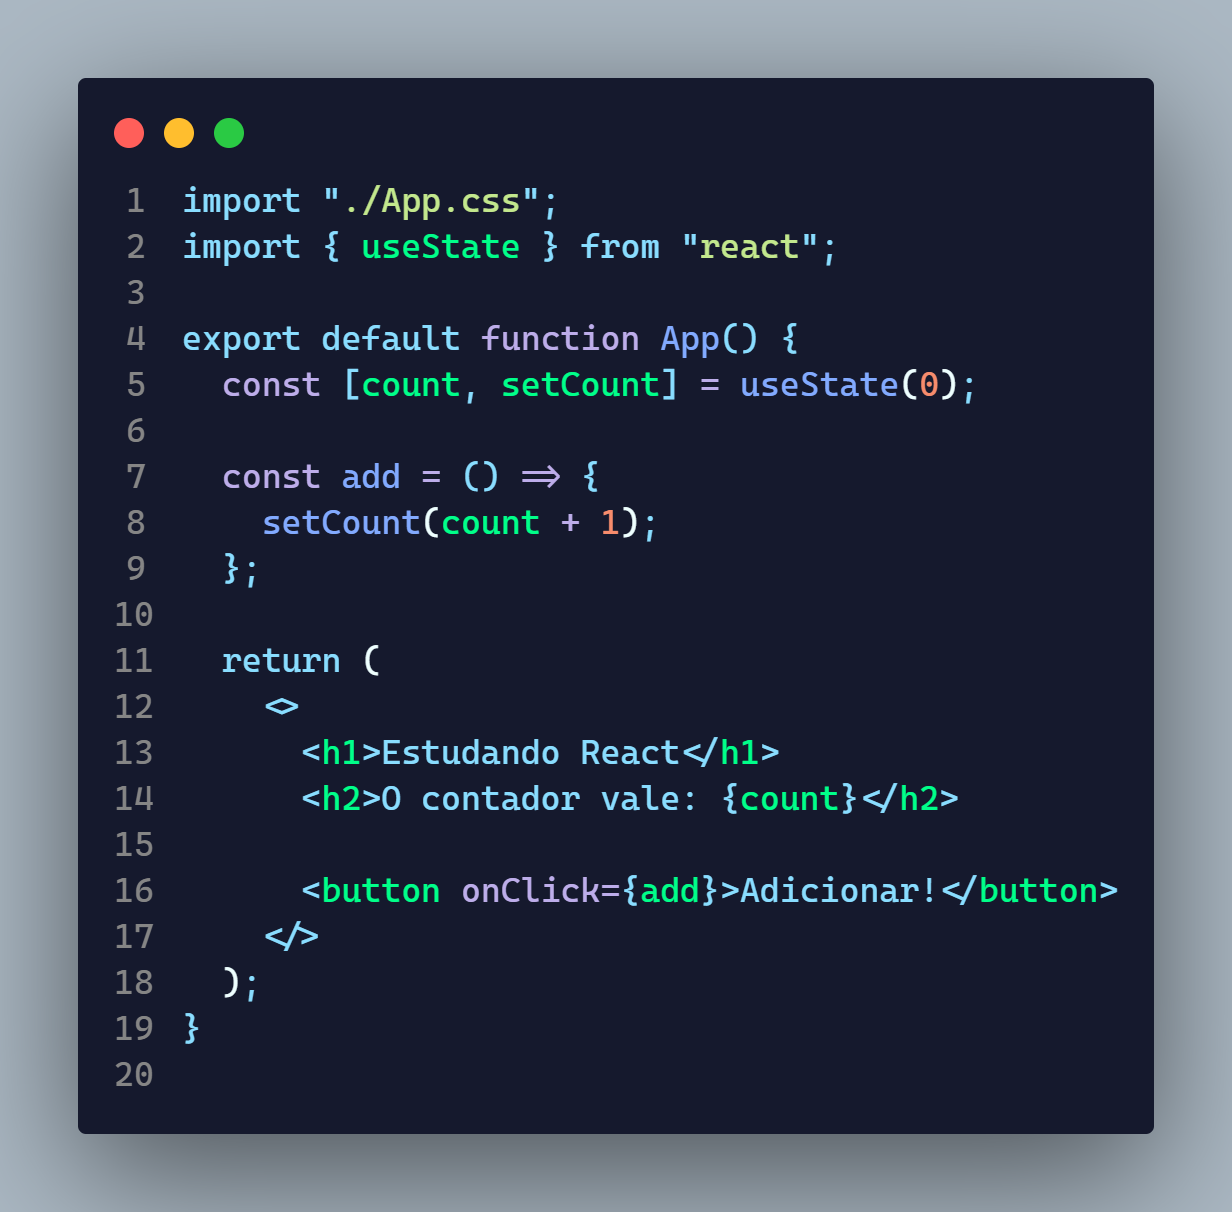 1 import "./App.css";
2 import { useState } from "react";
3
4 export default function App() {
5   const [count, setCount] = useState(0);
6
7   const add = () => {
8     setCount(count + 1);
9   };
10
11   return (
12     <>
13       <h1>Estudando React</h1>
14       <h2>O contador vale: {count}</h2>
15
16       <button onClick={add}>Adicionar!</button>
17     </>
18   );
19 }
20